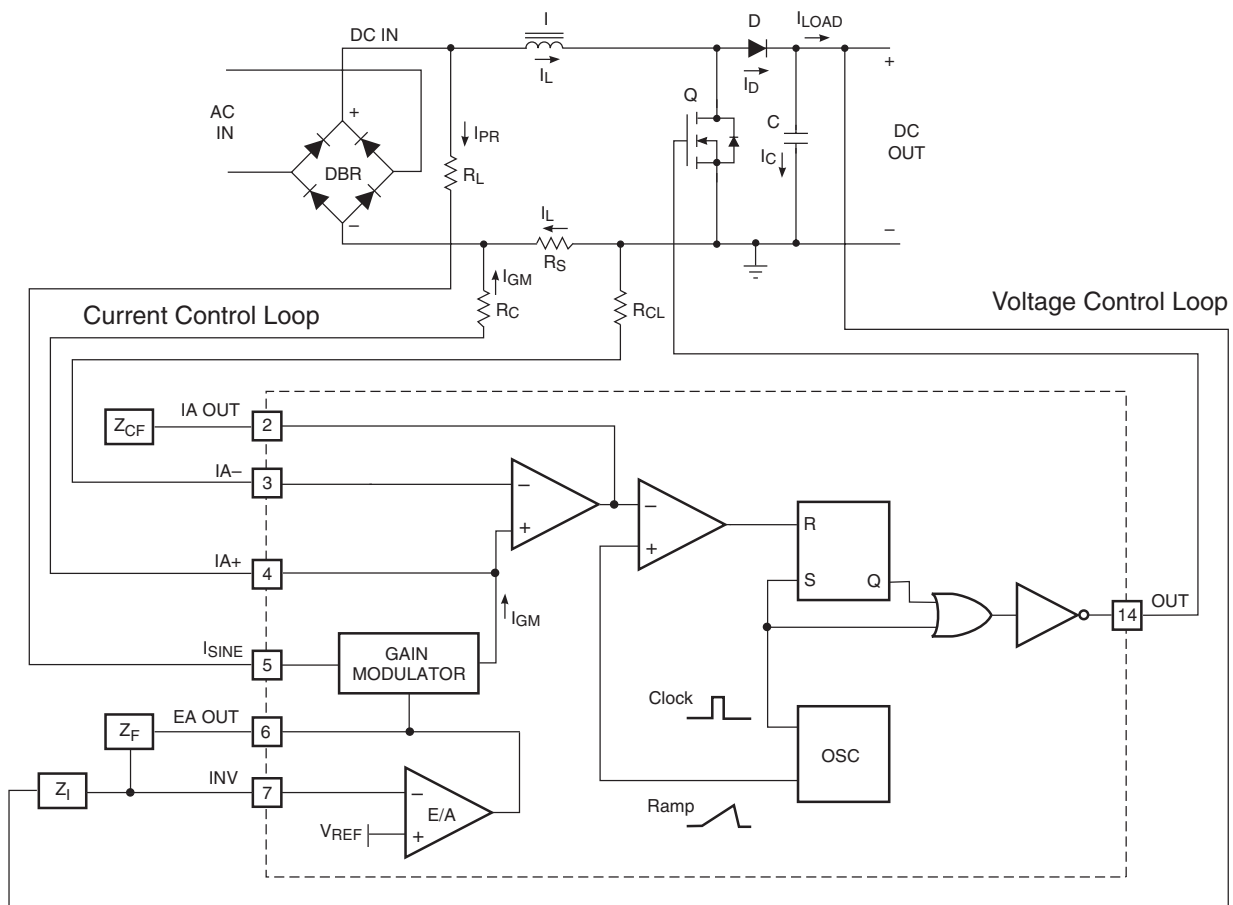 DC IN
I
I_L
D
I_LOAD
+
I_D
AC
IN
+
DBR
−
I_PR
R_L
Q
C
I_C
DC
OUT
−
I_L
R_S
I_GM
R_C
R_CL
Current Control Loop
Voltage Control Loop
Z_CF
IA OUT
2
IA–
3
−
+
−
+
R
S
Q
IA+
4
I_GM
14
OUT
I_SINE
5
GAIN
MODULATOR
Clock
Z_F
EA OUT
6
OSC
Z_I
INV
7
−
E/A
V_REF
+
Ramp